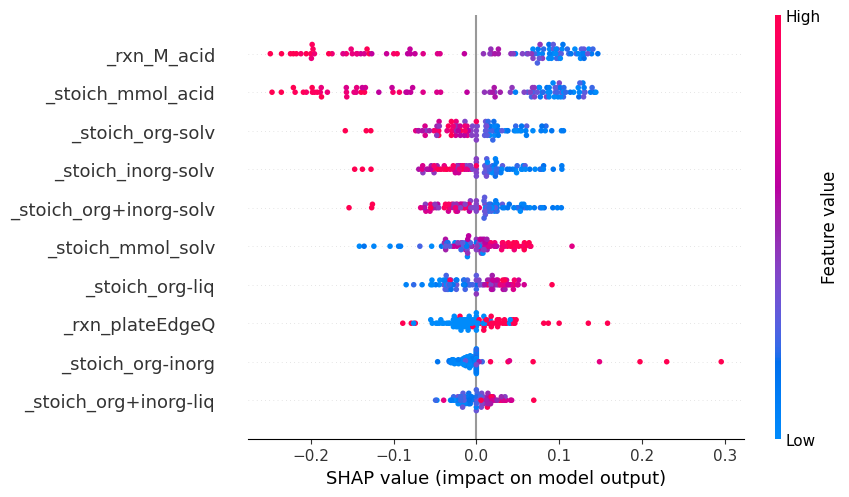 High
_rxn_M_acid
_stoich_mmol_acid
_stoich_org-solv
_stoich_inorg-solv
_stoich_org+inorg-solv
_stoich_mmol_solv
_stoich_org-liq
_rxn_plateEdgeQ
_stoich_org-inorg
_stoich_org+inorg-liq
Feature value
Low
−0.2 −0.1 0.0 0.1 0.2 0.3
SHAP value (impact on model output)